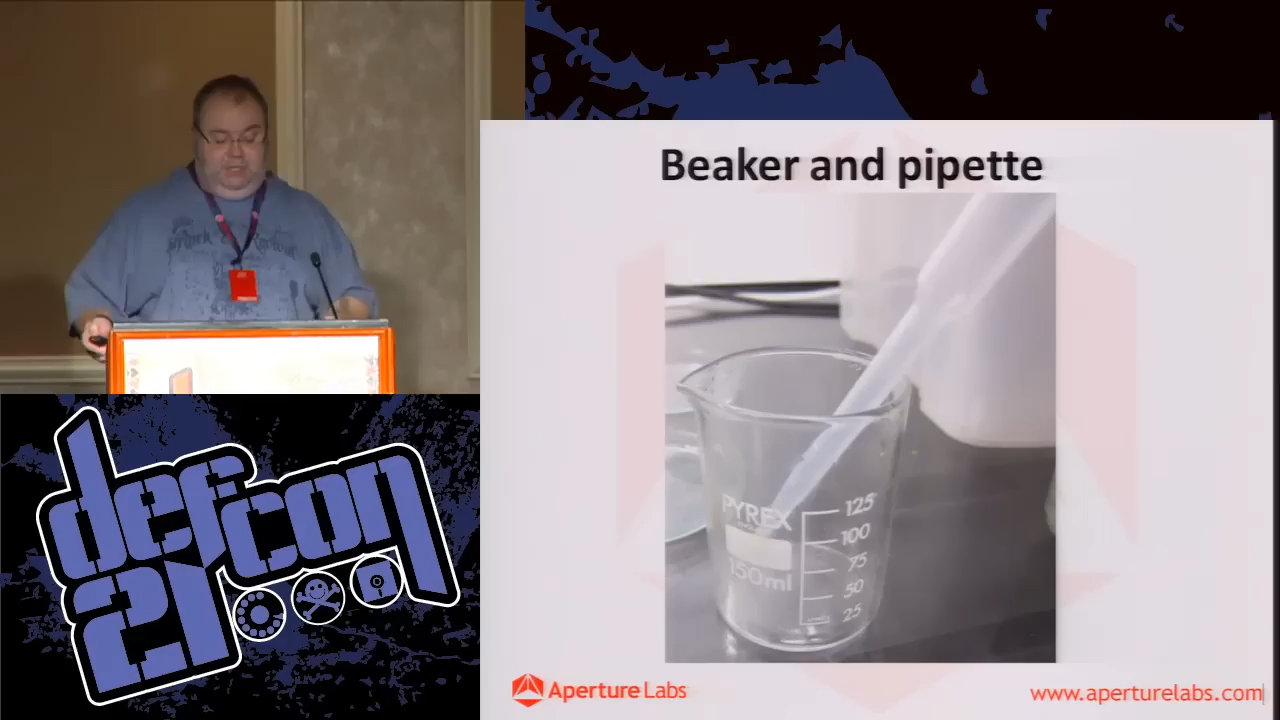 Beaker and pipette
PYREX
150ml
125
100
75
50
25
Aperture Labs
www.aperturelabs.com
defcon
21